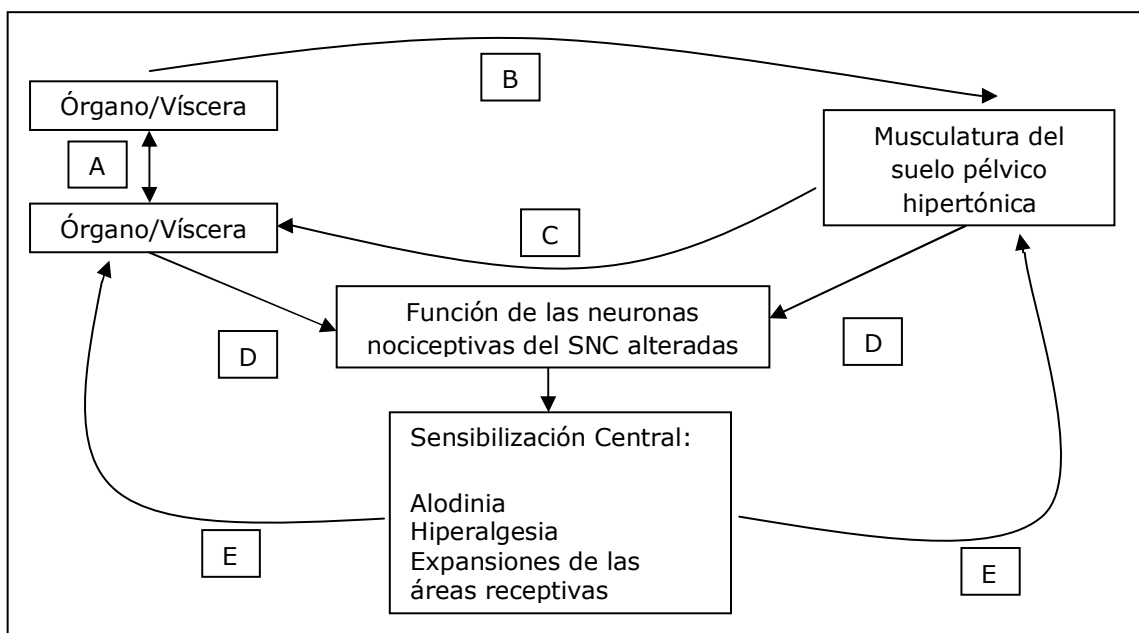 B
Órgano/Víscera
A
Órgano/Víscera
Musculatura del
suelo pélvico
hipertónica
C
Función de las neuronas
nociceptivas del SNC alteradas
D
D
Sensibilización Central:
Alodinia
Hiperalgesia
Expansiones de las
áreas receptivas
E
E